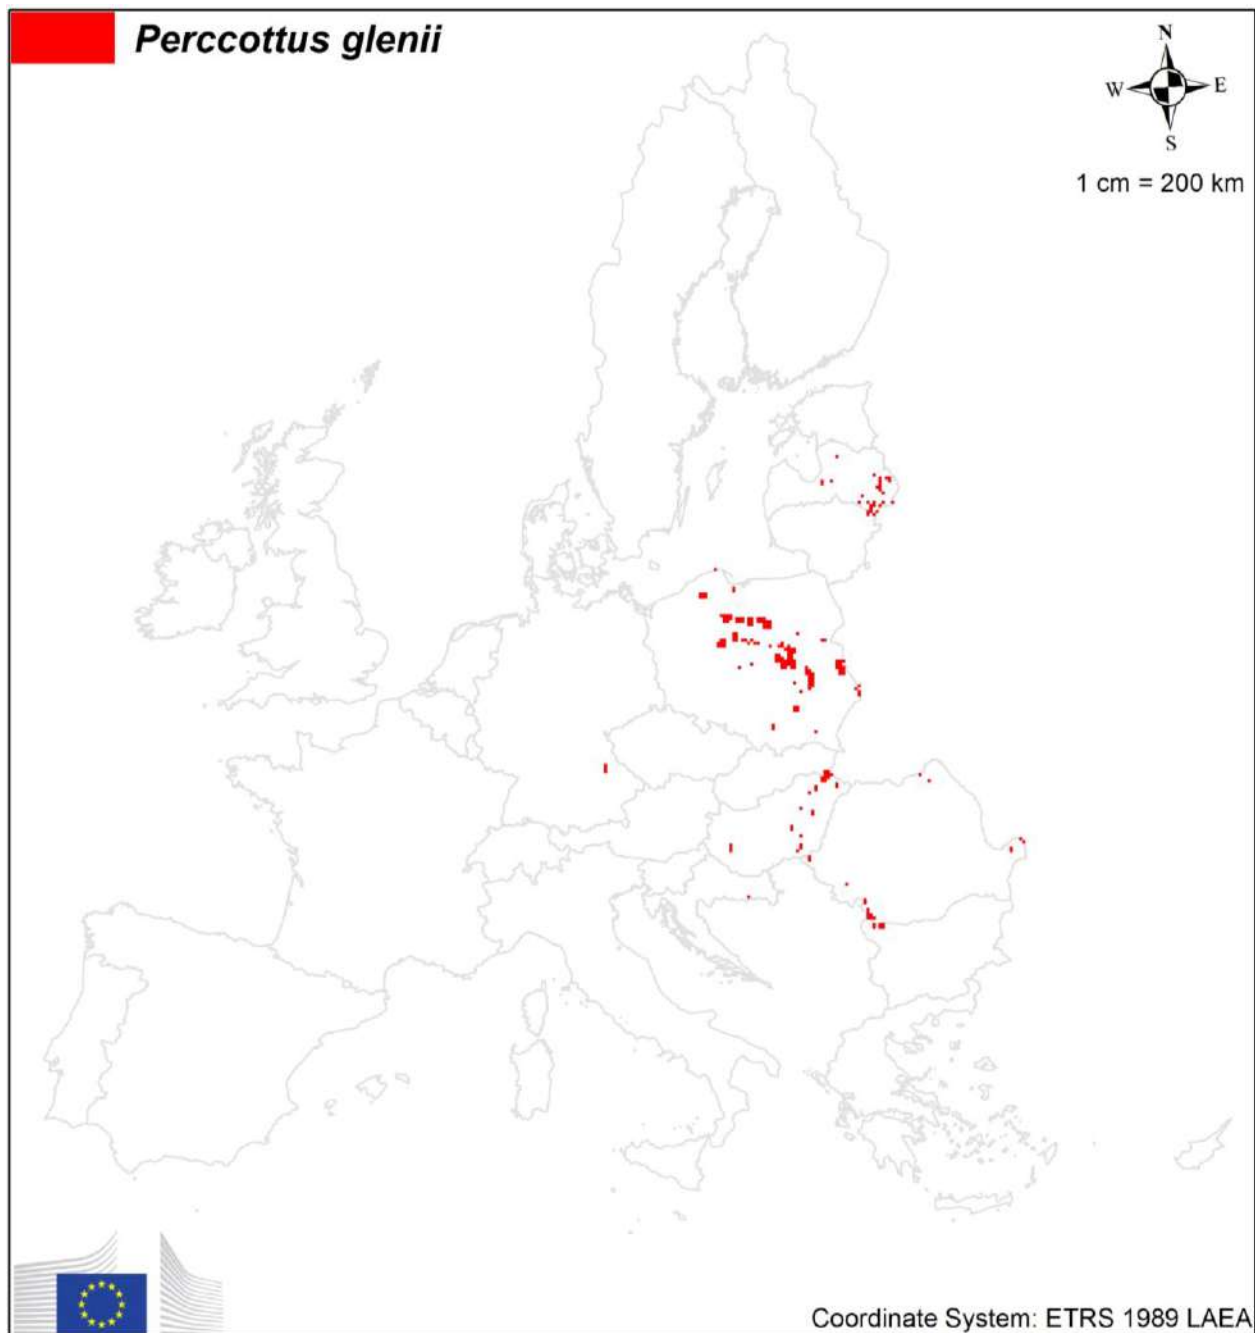 Perccottus glenii
N
W E
S
1 cm = 200 km
Coordinate System: ETRS 1989 LAEA